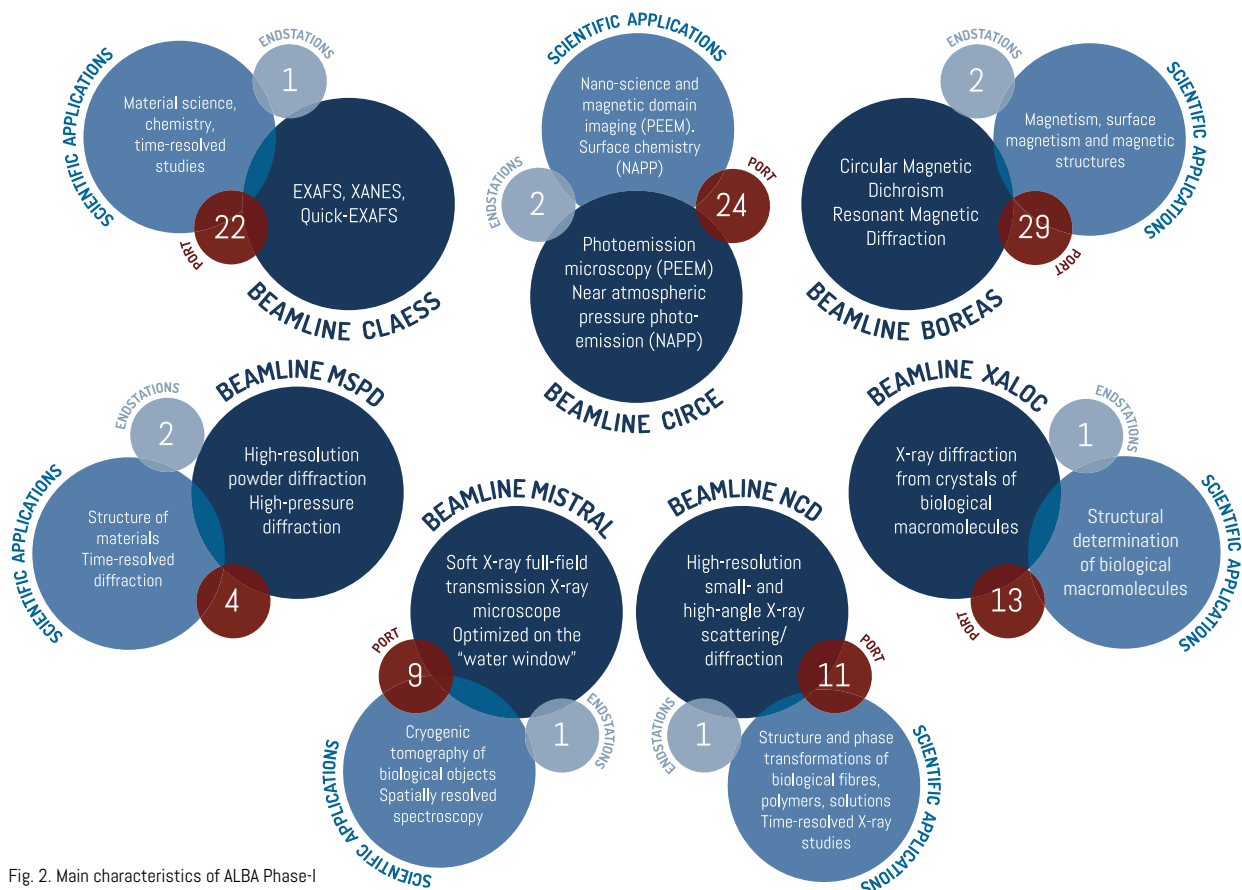 SCIENTIFIC APPLICATIONS
Material science,
chemistry,
time-resolved
studies
ENDSTATIONS
1
PORT
22
EXAFS, XANES,
Quick-EXAFS
BEAMLINE CLAESS
SCIENTIFIC APPLICATIONS
Nano-science and
magnetic domain
imaging (PEEM).
Surface chemistry
(NAPP)
ENDSTATIONS
2
PORT
24
Photoemission
microscopy (PEEM)
Near atmospheric
pressure photo-
emission (NAPP)
BEAMLINE CIRCE
ENDSTATIONS
2
SCIENTIFIC APPLICATIONS
Magnetism, surface
magnetism and magnetic
structures
Circular Magnetic
Dichroism
Resonant Magnetic
Diffraction
29
PORT
BEAMLINE BOREAS
BEAMLINE MSPD
ENDSTATIONS
2
High-resolution
powder diffraction
High-pressure
diffraction
SCIENTIFIC APPLICATIONS
Structure of
materials
Time-resolved
diffraction
4
BEAMLINE MISTRAL
Soft X-ray full-field
transmission X-ray
microscope
Optimized on the
“water window”
PORT
9
ENDSTATIONS
1
Cryogenic
tomography of
biological objects
Spatially resolved
spectroscopy
SCIENTIFIC APPLICATIONS
BEAMLINE NCD
High-resolution
small- and
high-angle X-ray
scattering/
diffraction
PORT
11
ENDSTATIONS
1
Structure and phase
transformations of
biological fibres,
polymers, solutions
Time-resolved X-ray
studies
SCIENTIFIC APPLICATIONS
BEAMLINE XALOC
X-ray diffraction
from crystals of
biological
macromolecules
ENDSTATIONS
1
Structural
determination
of biological
macromolecules
SCIENTIFIC APPLICATIONS
13
PORT
Fig. 2. Main characteristics of ALBA Phase-I